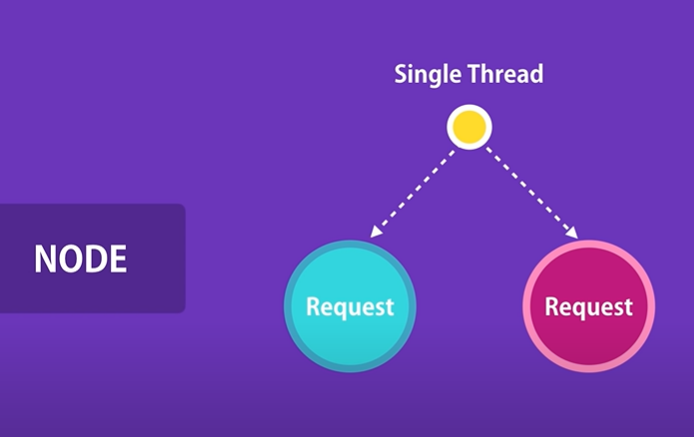 Single Thread
NODE
Request
Request